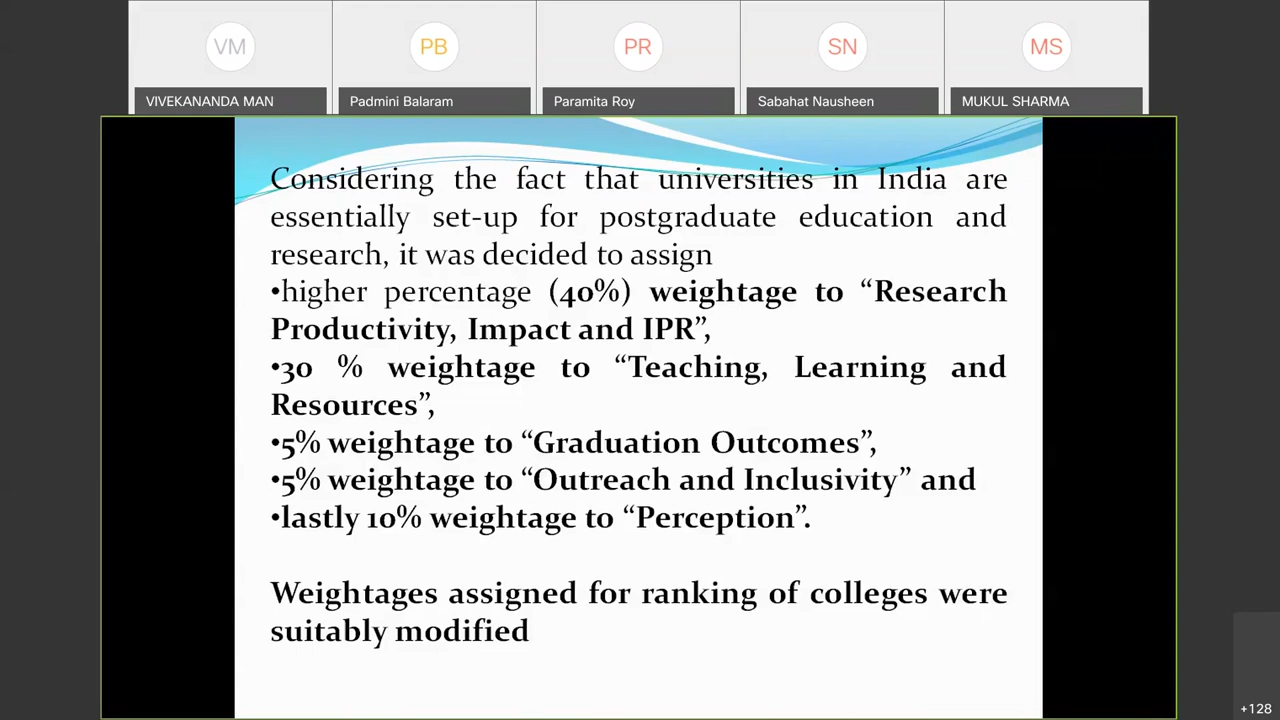 VM
PB
PR
SN
MS
VIVEKANANDA MAN
Padmini Balaram
Paramita Roy
Sabahat Nausheen
MUKUL SHARMA
Considering the fact that universities in India are
essentially set-up for postgraduate education and
research, it was decided to assign
•higher percentage (40%) weightage to “Research
Productivity, Impact and IPR”,
•30 % weightage to “Teaching, Learning and
Resources”,
•5% weightage to “Graduation Outcomes”,
•5% weightage to “Outreach and Inclusivity” and
•lastly 10% weightage to “Perception”.
Weightages assigned for ranking of colleges were
suitably modified
+128